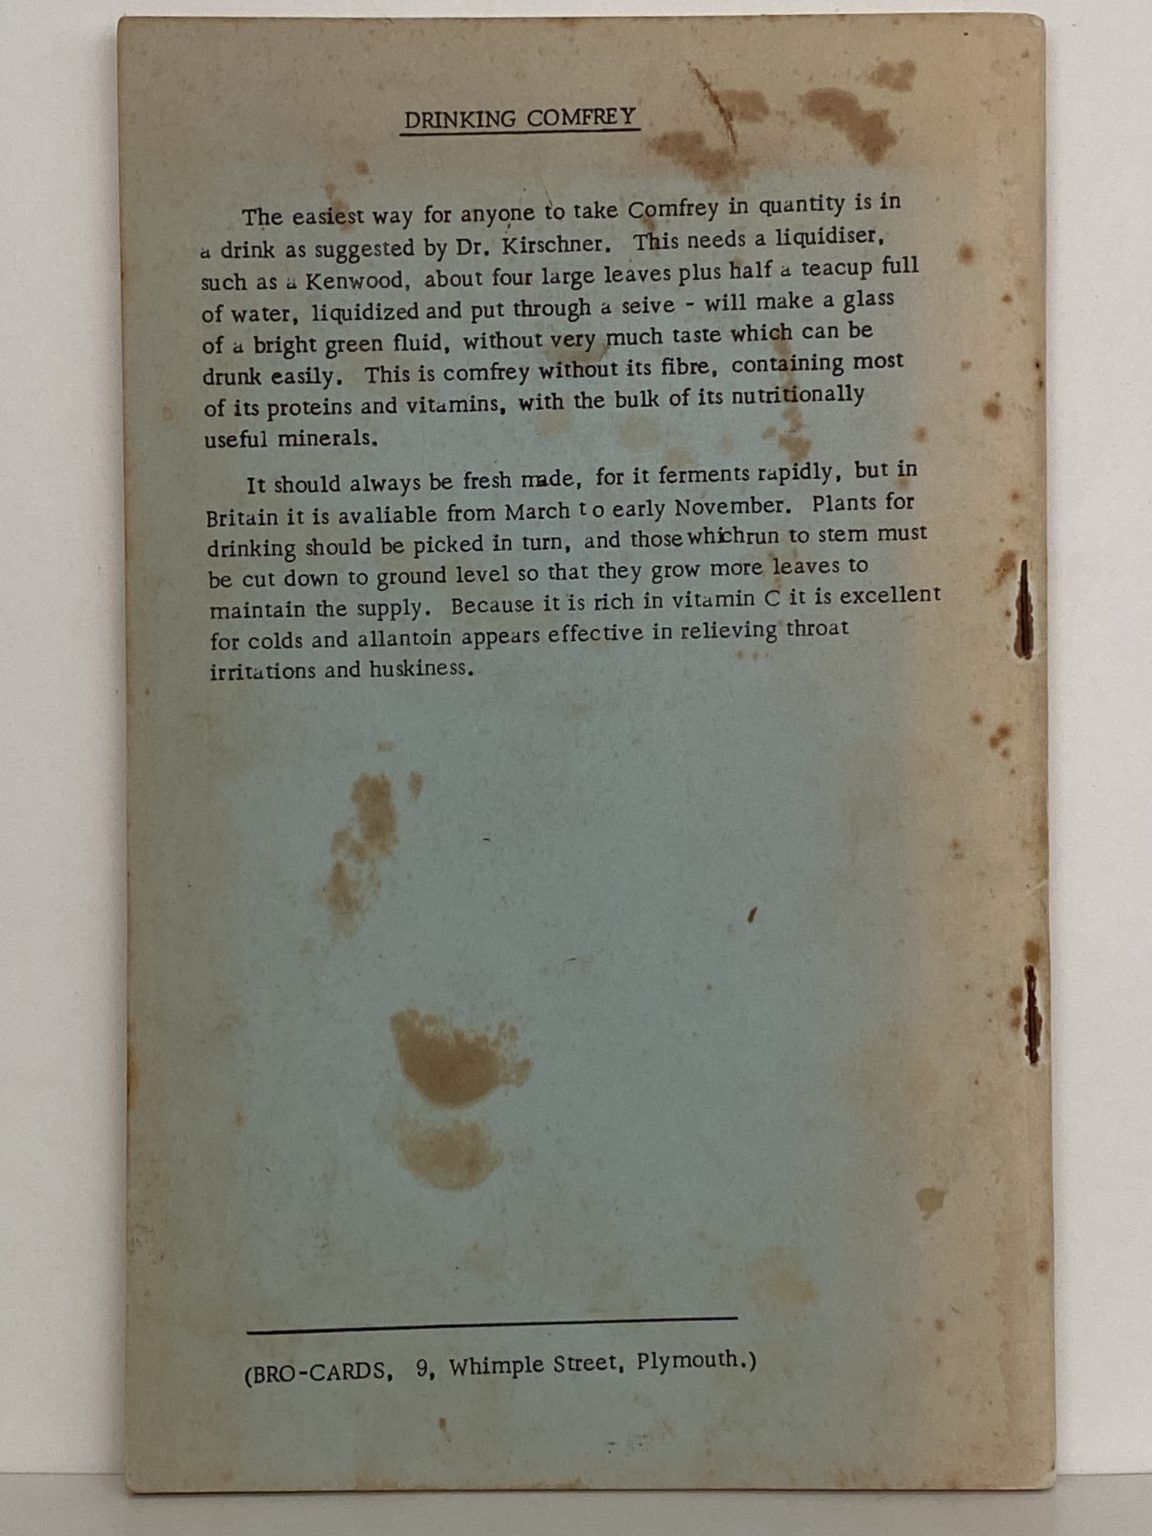 DRINKING COMFREY
The easiest way for anyone to take Comfrey in quantity is in
a drink as suggested by Dr. Kirschner. This needs a liquidiser,
such as a Kenwood, about four large leaves plus half a teacup full
of water, liquidized and put through a seive - will make a glass
of a bright green fluid, without very much taste which can be
drunk easily. This is comfrey without its fibre, containing most
of its proteins and vitamins, with the bulk of its nutritionally
useful minerals.
It should always be fresh made, for it ferments rapidly, but in
Britain it is avaliable from March to early November. Plants for
drinking should be picked in turn, and those whichrun to stem must
be cut down to ground level so that they grow more leaves to
maintain the supply. Because it is rich in vitamin C it is excellent
for colds and allantoin appears effective in relieving throat
irritations and huskiness.
(BRO-CARDS, 9, Whimple Street, Plymouth.)